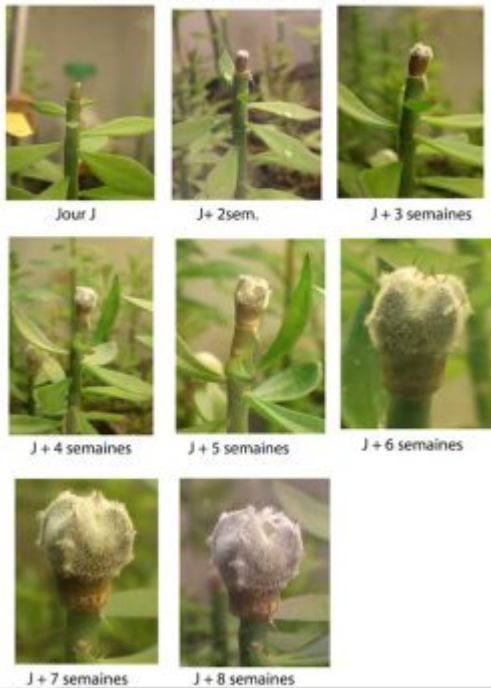 Jour J
J+ 2sem.
J + 3 semaines
J + 4 semaines
J + 5 semaines
J + 6 semaines
J + 7 semaines
J + 8 semaines